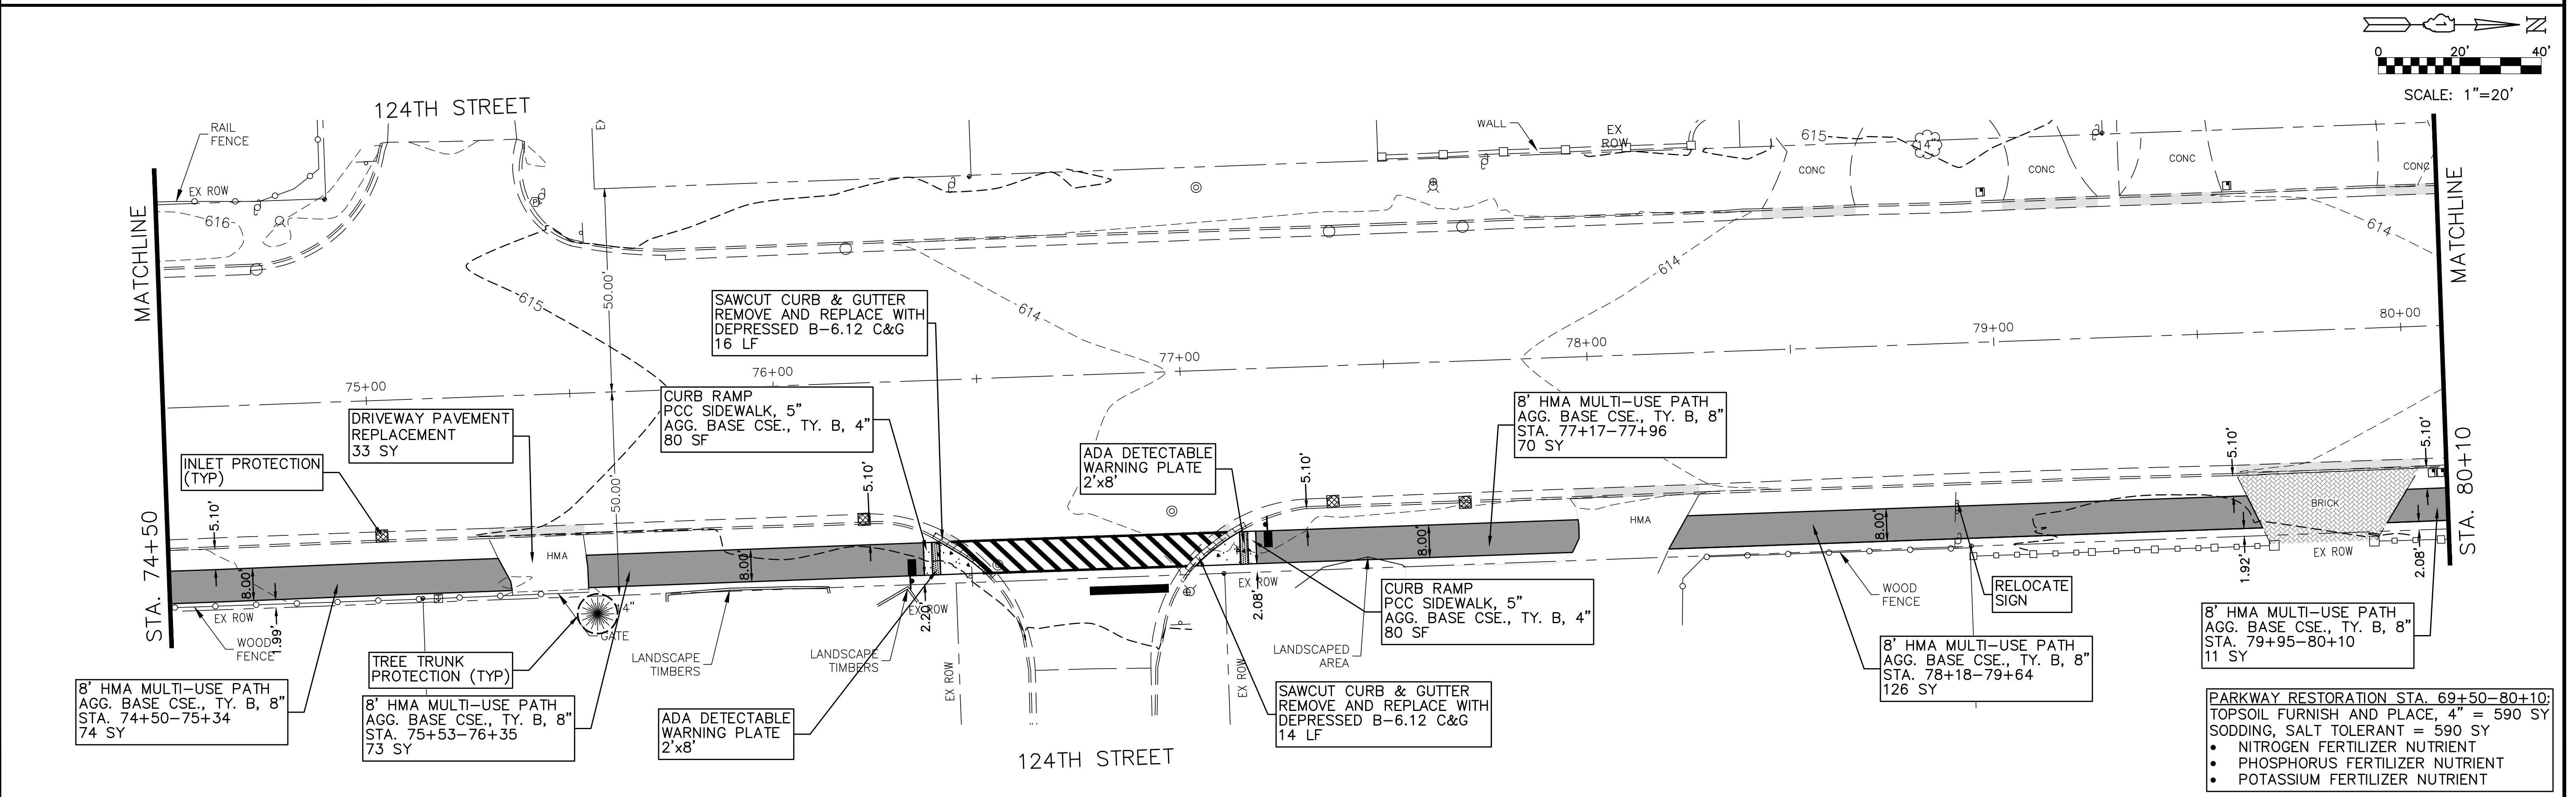 N
0 20' 40'
SCALE: 1"=20'
124TH STREET
RAIL
FENCE
EX ROW
616
MATCHLINE
STA. 74+50
WALL
EX
ROW
615
14"
CONC
CONC
CONC
CONC
614
MATCHLINE
STA. 80+10
50.00'
50.00'
615
614
614
75+00
76+00
77+00
78+00
79+00
80+00
SAWCUT CURB & GUTTER
REMOVE AND REPLACE WITH
DEPRESSED B-6.12 C&G
16 LF
CURB RAMP
PCC SIDEWALK, 5"
AGG. BASE CSE., TY. B, 4"
80 SF
DRIVEWAY PAVEMENT
REPLACEMENT
33 SY
INLET PROTECTION
(TYP)
8' HMA MULTI-USE PATH
AGG. BASE CSE., TY. B, 8"
STA. 77+17-77+96
70 SY
ADA DETECTABLE
WARNING PLATE
2'x8'
5.10'
5.10'
5.10'
5.10'
5.10'
8.00'
8.00'
8.00'
8.00'
HMA
HMA
BRICK
EX ROW
WOOD
FENCE
1.99'
14"
GATE
TREE TRUNK
PROTECTION (TYP)
LANDSCAPE
TIMBERS
LANDSCAPE
TIMBERS
EX ROW
2.20'
EX ROW
EX ROW
EX ROW
2.08'
LANDSCAPED
AREA
CURB RAMP
PCC SIDEWALK, 5"
AGG. BASE CSE., TY. B, 4"
80 SF
WOOD
FENCE
RELOCATE
SIGN
1.92'
EX ROW
2.08'
8' HMA MULTI-USE PATH
AGG. BASE CSE., TY. B, 8"
STA. 74+50-75+34
74 SY
8' HMA MULTI-USE PATH
AGG. BASE CSE., TY. B, 8"
STA. 75+53-76+35
73 SY
ADA DETECTABLE
WARNING PLATE
2'x8'
124TH STREET
SAWCUT CURB & GUTTER
REMOVE AND REPLACE WITH
DEPRESSED B-6.12 C&G
14 LF
8' HMA MULTI-USE PATH
AGG. BASE CSE., TY. B, 8"
STA. 78+18-79+64
126 SY
8' HMA MULTI-USE PATH
AGG. BASE CSE., TY. B, 8"
STA. 79+95-80+10
11 SY
PARKWAY RESTORATION STA. 69+50-80+10:
TOPSOIL FURNISH AND PLACE, 4" = 590 SY
SODDING, SALT TOLERANT = 590 SY
• NITROGEN FERTILIZER NUTRIENT
• PHOSPHORUS FERTILIZER NUTRIENT
• POTASSIUM FERTILIZER NUTRIENT